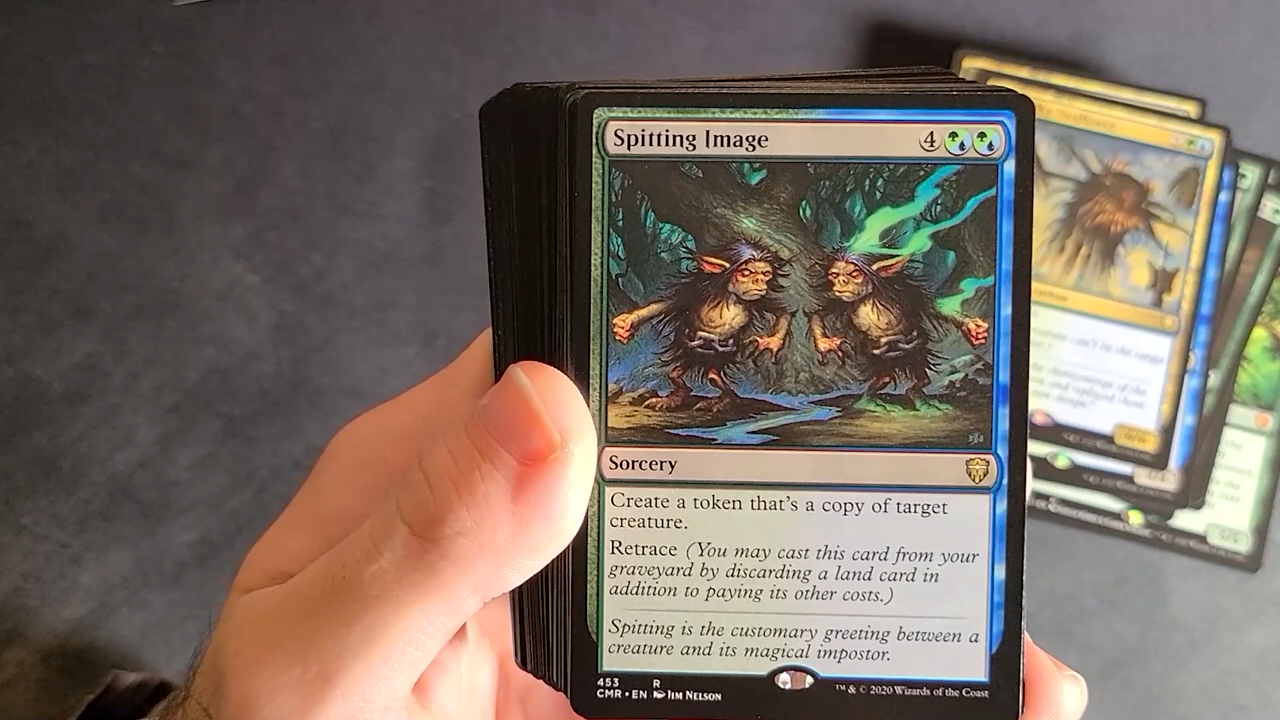 Spitting Image
4
Sorcery
Create a token that's a copy of target
creature.
Retrace (You may cast this card from your
graveyard by discarding a land card in
addition to paying its other costs.)
Spitting is the customary greeting between a
creature and its magical impostor.
453 R
CMR • EN Jim Nelson
™ & © 2020 Wizards of the Coast